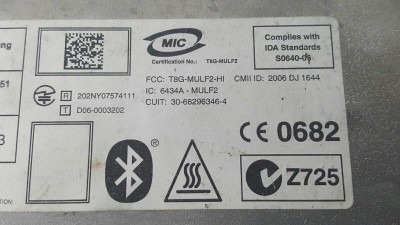 ng
MIC
Certification No.: T8G-MULF2
Complies with
IDA Standards
S0640-05
51
FCC: T8G-MULF2-HI CMII ID: 2006 DJ 1644
R 202NY07574111
IC: 6434A - MULF2
T D06-0003202
CUIT: 30-68296346-4
3
CE 0682
Z725